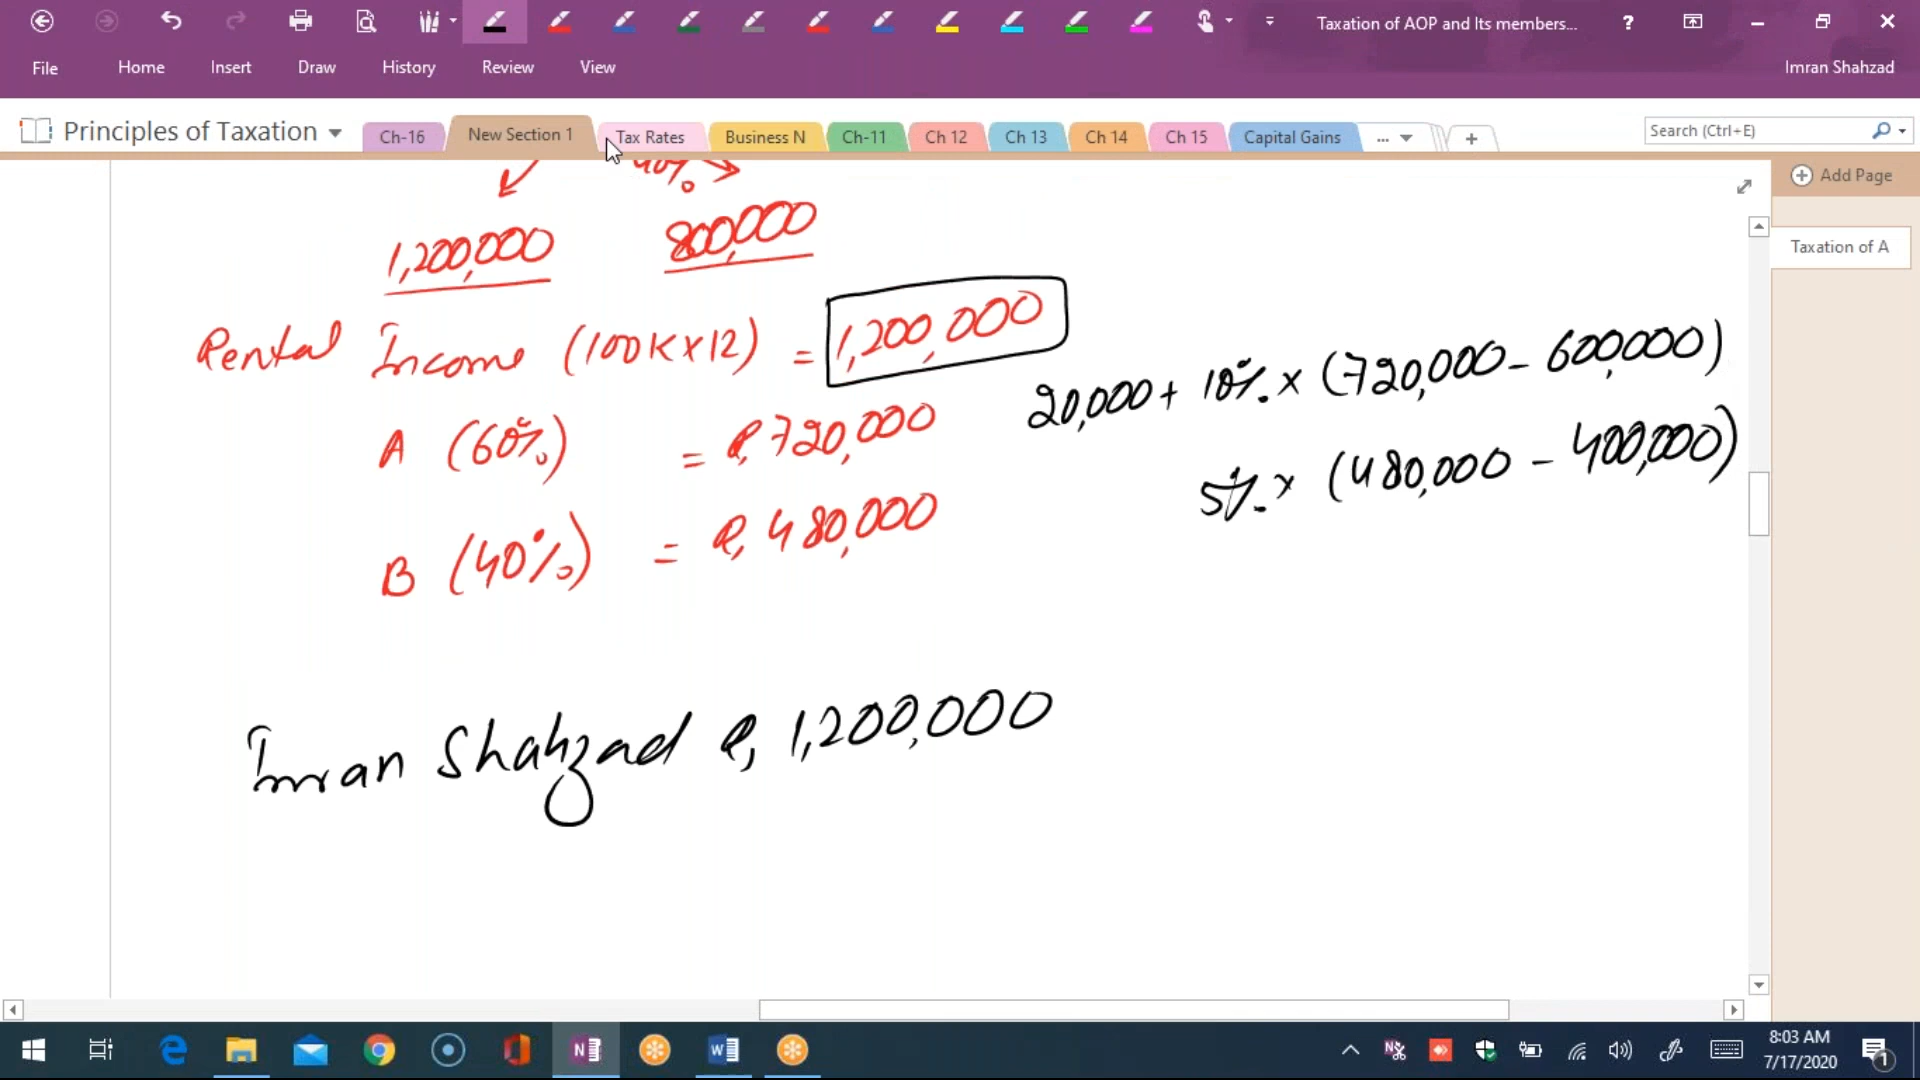 Taxation of AOP and Its members...
?
File
Home
Insert
Draw
History
Review
View
Imran Shahzad
Principles of Taxation
Ch-16
New Section 1
Tax Rates
Business N
Ch-11
Ch 12
Ch 13
Ch 14
Ch 15
Capital Gains
...
Search (Ctrl+E)
Add Page
Taxation of A
40%
1,200,000
800,000
Rental Income (100K×12) = 1,200,000
A (60%) = 720,000
B (40%) = 480,000
20,000 + 10% × (720,000 - 600,000)
5% × (480,000 - 400,000)
Imran Shahzad 1,200,000
8:03 AM
7/17/2020
1